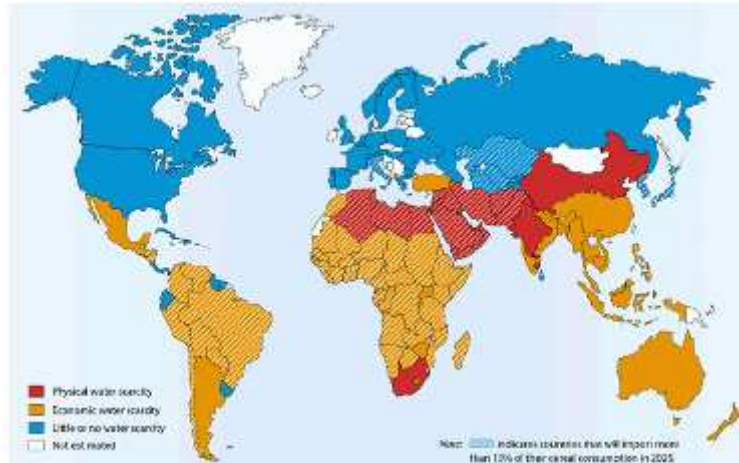 Physical water scarcity
Economic water scarcity
Little or no water scarcity
Not estimated
Note: indicates countries that will import more
than 10% of their cereal consumption in 2025.